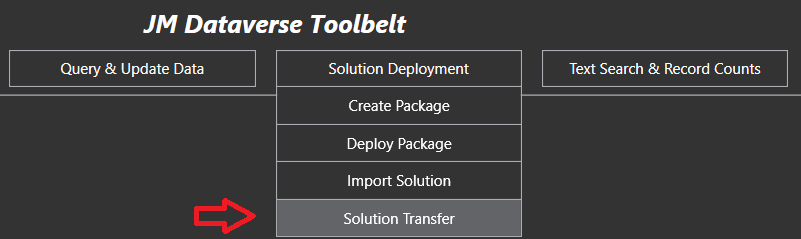 JM Dataverse Toolbelt
Query & Update Data
Solution Deployment
Text Search & Record Counts
Create Package
Deploy Package
Import Solution
Solution Transfer